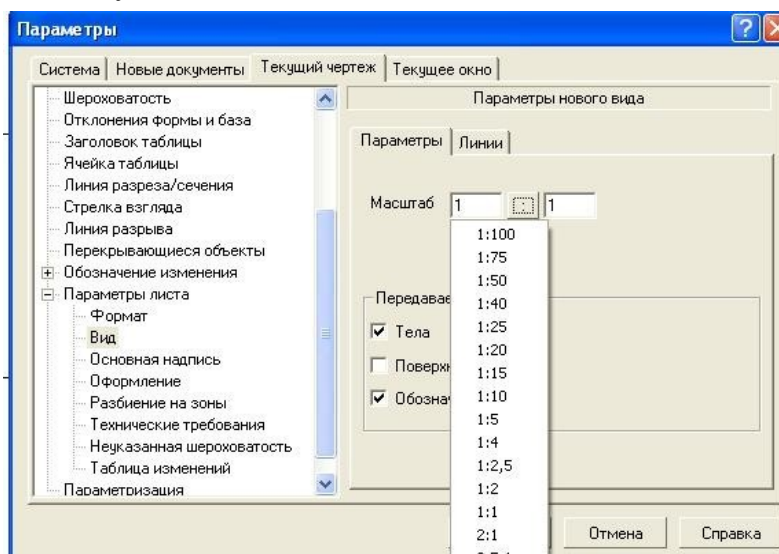 Параметры
Система Новые документы Текущий чертеж Текущее окно
Шероховатость
Отклонения формы и база
Заголовок таблицы
Ячейка таблицы
Линия разреза/сечения
Стрелка взгляда
Линия разрыва
Перекрывающиеся объекты
Обозначение изменения
Параметры листа
Формат
Вид
Основная надпись
Оформление
Разбиение на зоны
Технические требования
Неуказанная шероховатость
Таблица изменений
Параметризация
Параметры нового вида
Параметры Линии
Масштаб 1 : 1
1:100
1:75
1:50
1:40
1:25
1:20
1:15
1:10
1:5
1:4
1:2,5
1:2
1:1
2:1
Передавае
Тела
Поверхн
Обозна
Отмена Справка